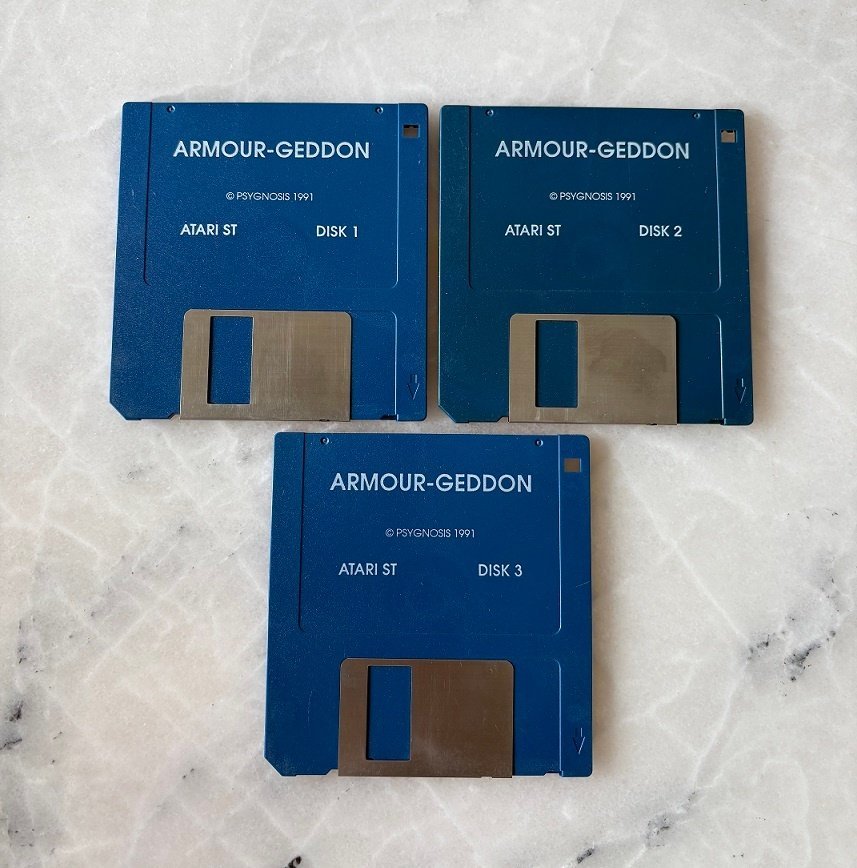 ARMOUR-GEDDON
© PSYGNOSIS 1991
ATARI ST DISK 1
ARMOUR-GEDDON
© PSYGNOSIS 1991
ATARI ST DISK 2
ARMOUR-GEDDON
© PSYGNOSIS 1991
ATARI ST DISK 3